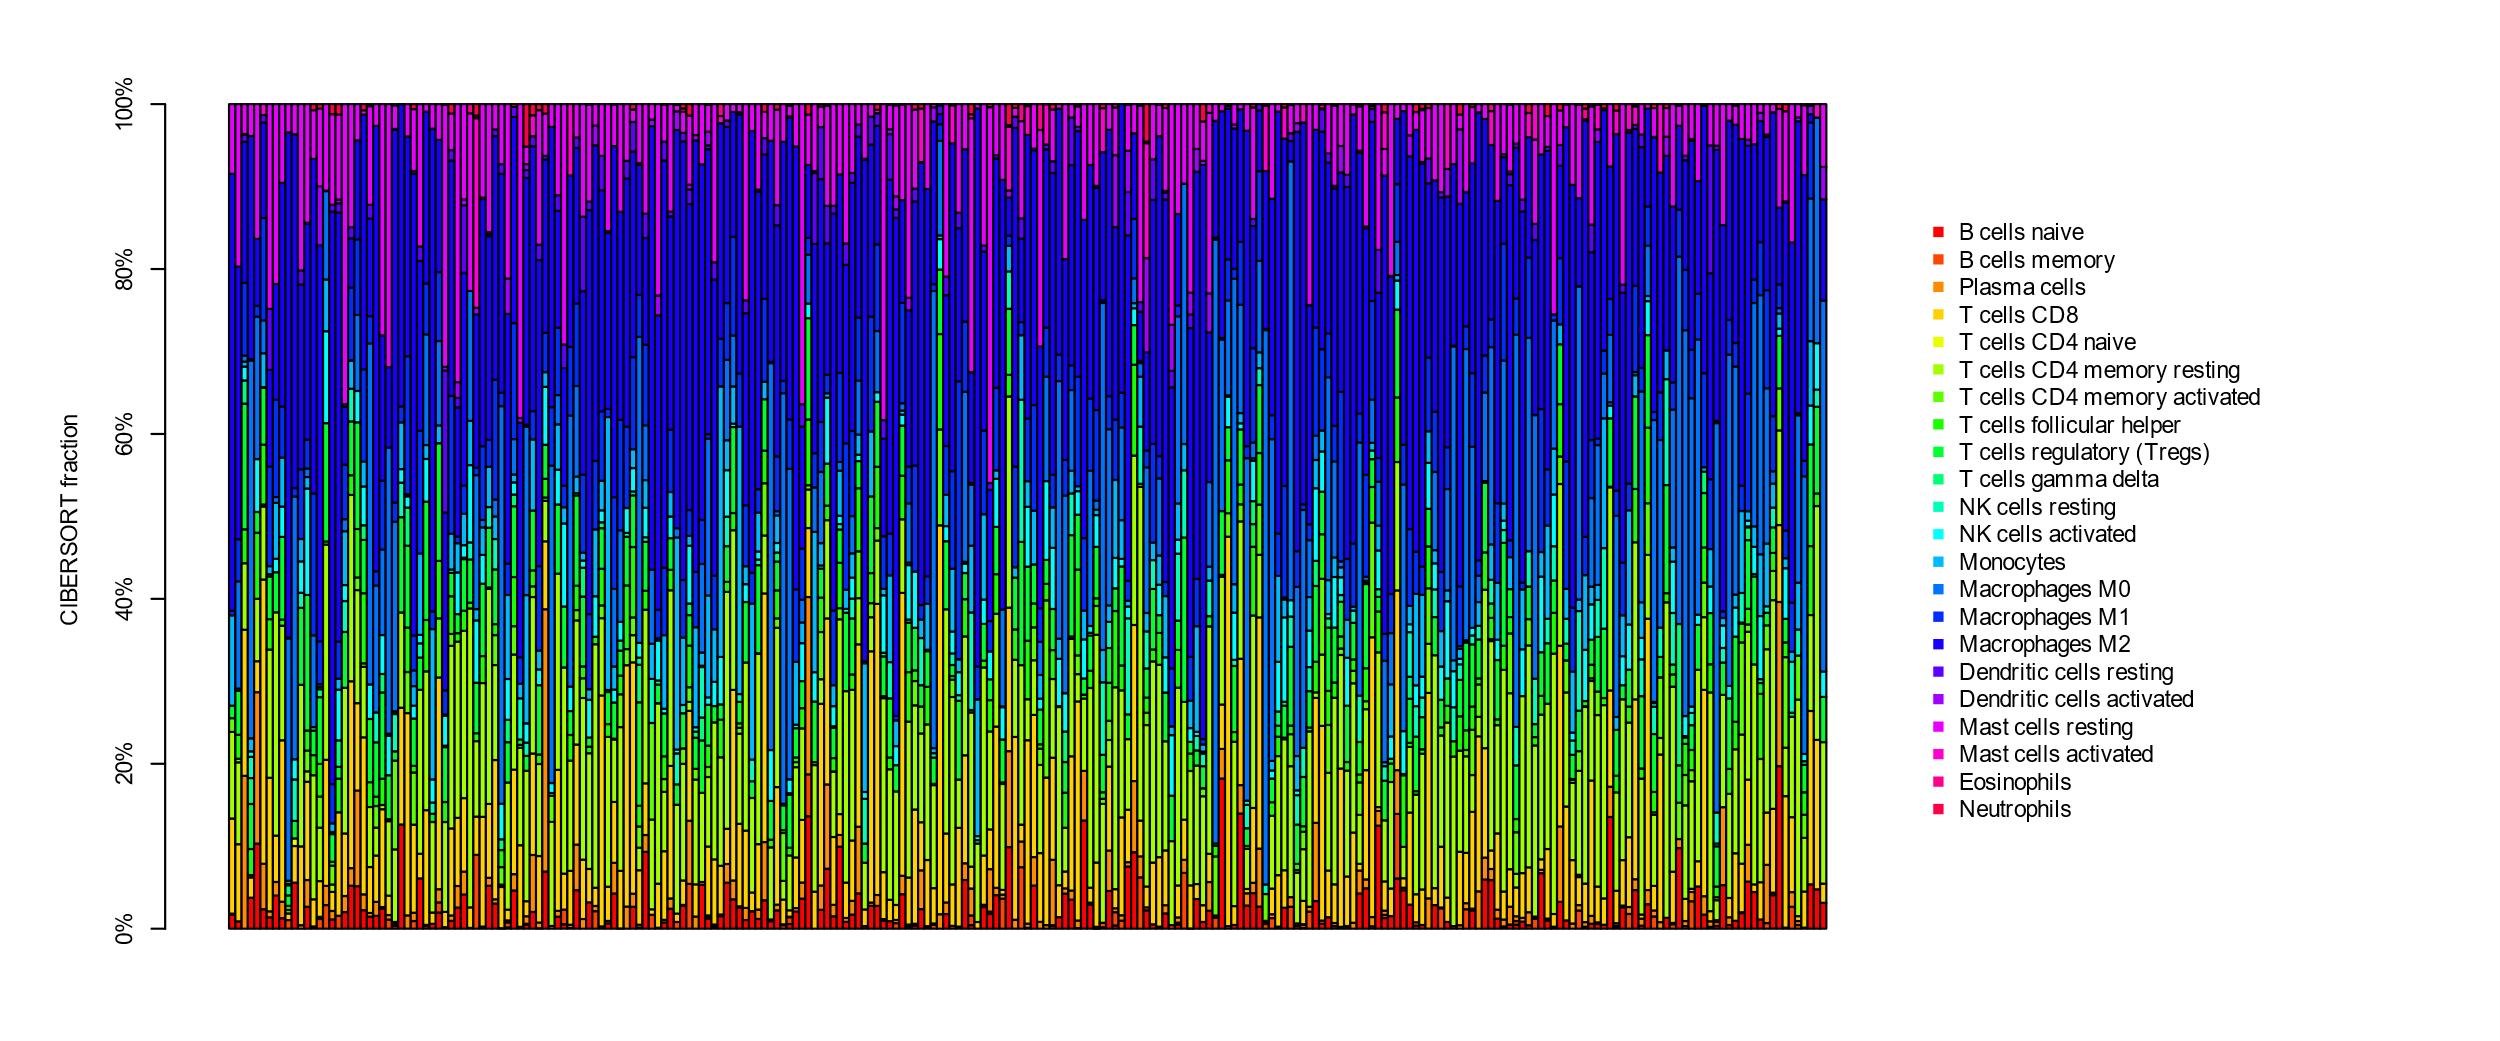 100%
80%
60%
40%
20%
0%
CIBERSORT fraction
B cells naive
B cells memory
Plasma cells
T cells CD8
T cells CD4 naive
T cells CD4 memory resting
T cells CD4 memory activated
T cells follicular helper
T cells regulatory (Tregs)
T cells gamma delta
NK cells resting
NK cells activated
Monocytes
Macrophages M0
Macrophages M1
Macrophages M2
Dendritic cells resting
Dendritic cells activated
Mast cells resting
Mast cells activated
Eosinophils
Neutrophils